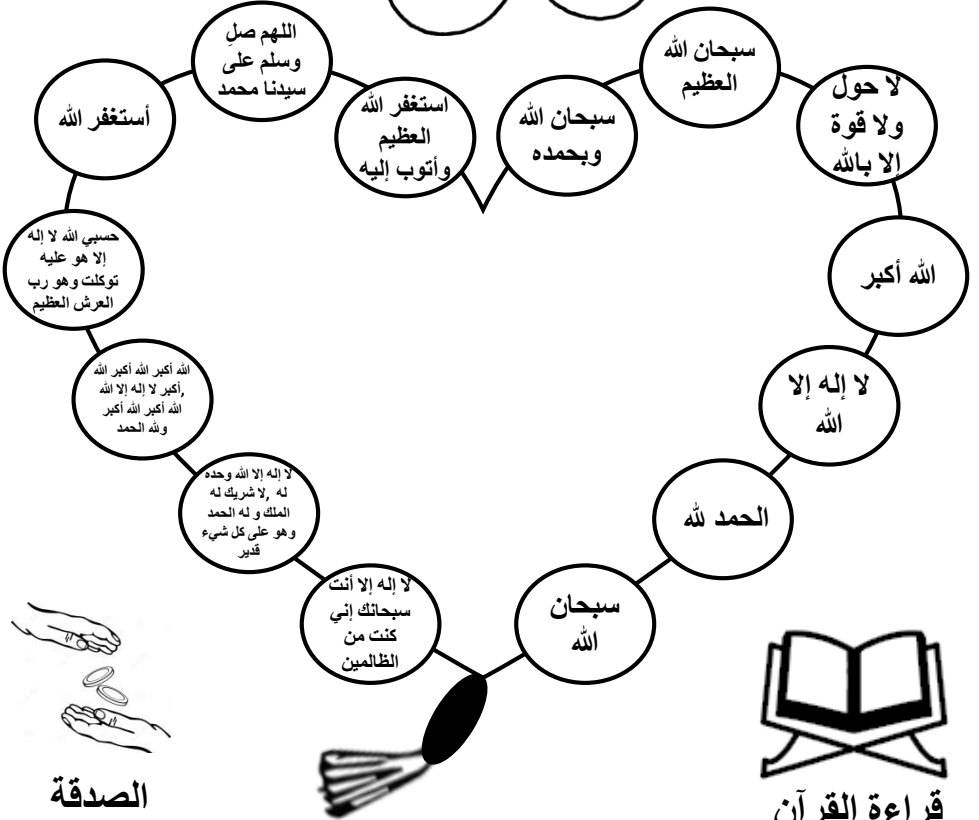 سبحان الله
وبحمده
سبحان الله
العظيم
لا حول
ولا قوة
إلا بالله
الله أكبر
لا إله إلا
الله
الحمد لله
سبحان
الله
استغفر الله
العظيم
وأتوب إليه
اللهم صلِ
وسلم على
سيدنا محمد
أستغفر الله
حسبي الله لا إله
إلا هو عليه
توكلت وهو رب
العرش العظيم
الله أكبر الله أكبر الله
أكبر لا إله إلا الله,
الله أكبر الله أكبر
ولله الحمد
لا إله إلا الله وحده
لا شريك له, له
الملك و له الحمد
وهو على كل شيء
قدير
لا إله إلا أنت
سبحانك إني
كنت من
الظالمين
قراءة القرآن
الصدقة